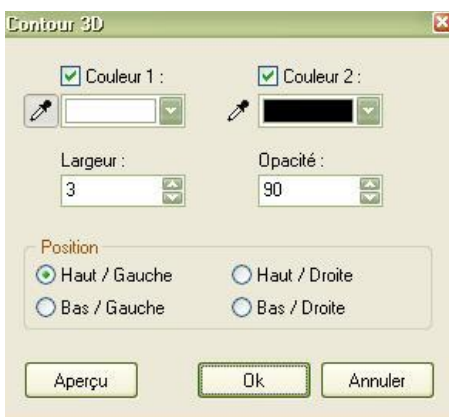 Contour 3D
Couleur 1 : Couleur 2 :
Largeur : Opacité :
3 90
Position
Haut / Gauche Haut / Droite
Bas / Gauche Bas / Droite
Aperçu Ok Annuler